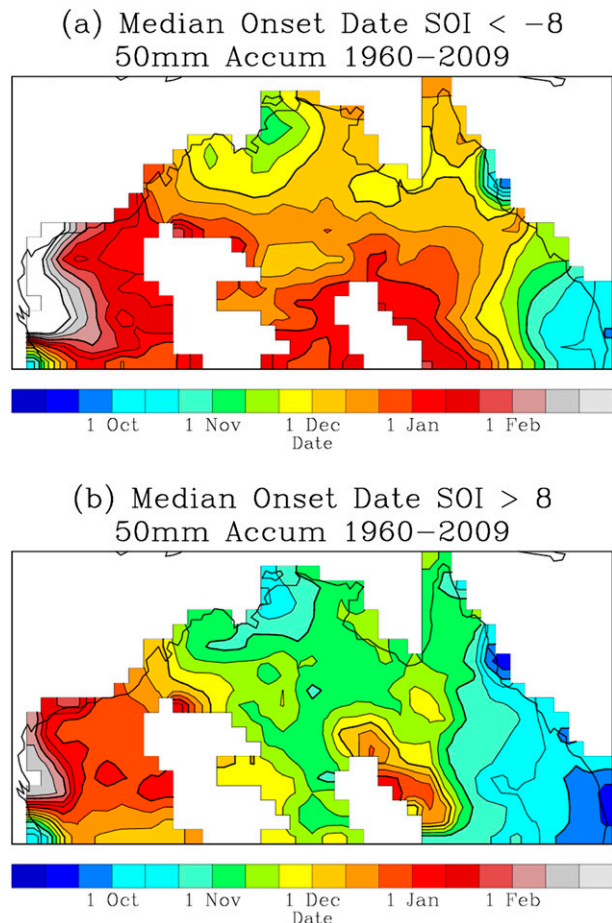 (a) Median Onset Date SOI < −8
50mm Accum 1960−2009
1 Oct 1 Nov 1 Dec 1 Jan 1 Feb
Date
(b) Median Onset Date SOI > 8
50mm Accum 1960−2009
1 Oct 1 Nov 1 Dec 1 Jan 1 Feb
Date